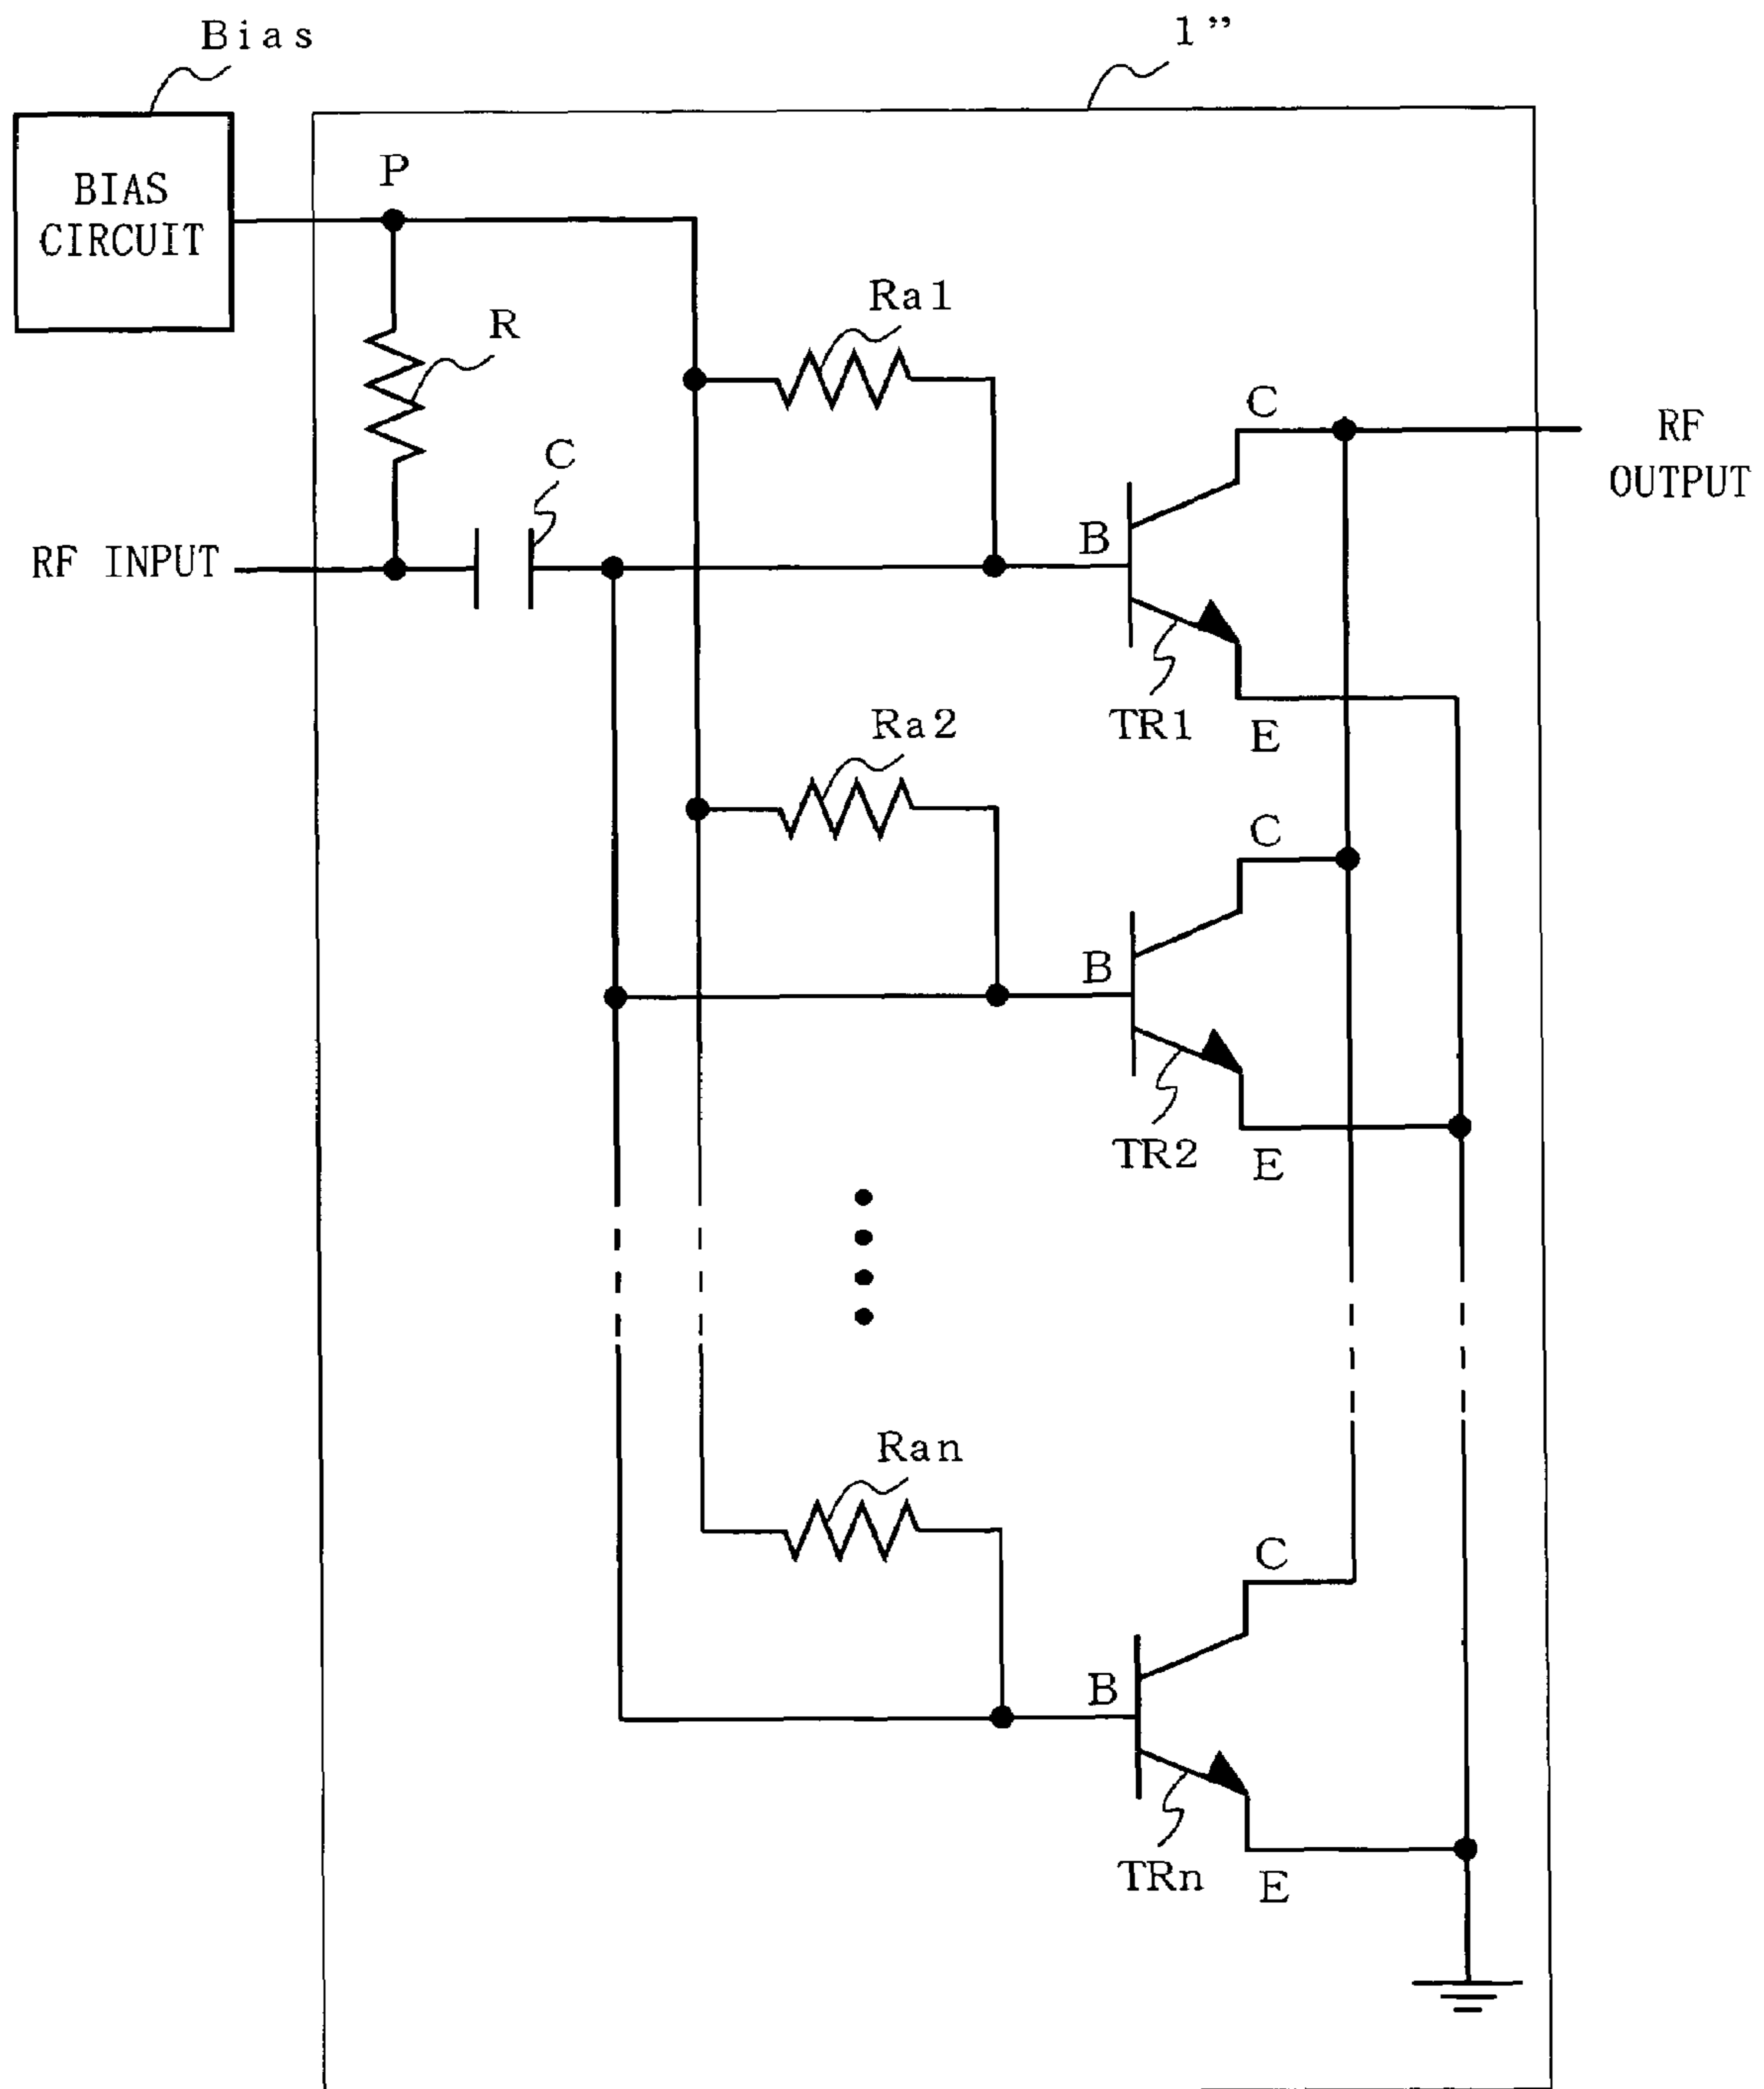 Bias
1”
BIAS
CIRCUIT
P
R
Ra1
C
C
RF
OUTPUT
RF INPUT
B
TR1
E
Ra2
C
B
TR2
E
Ran
C
B
TRn
E